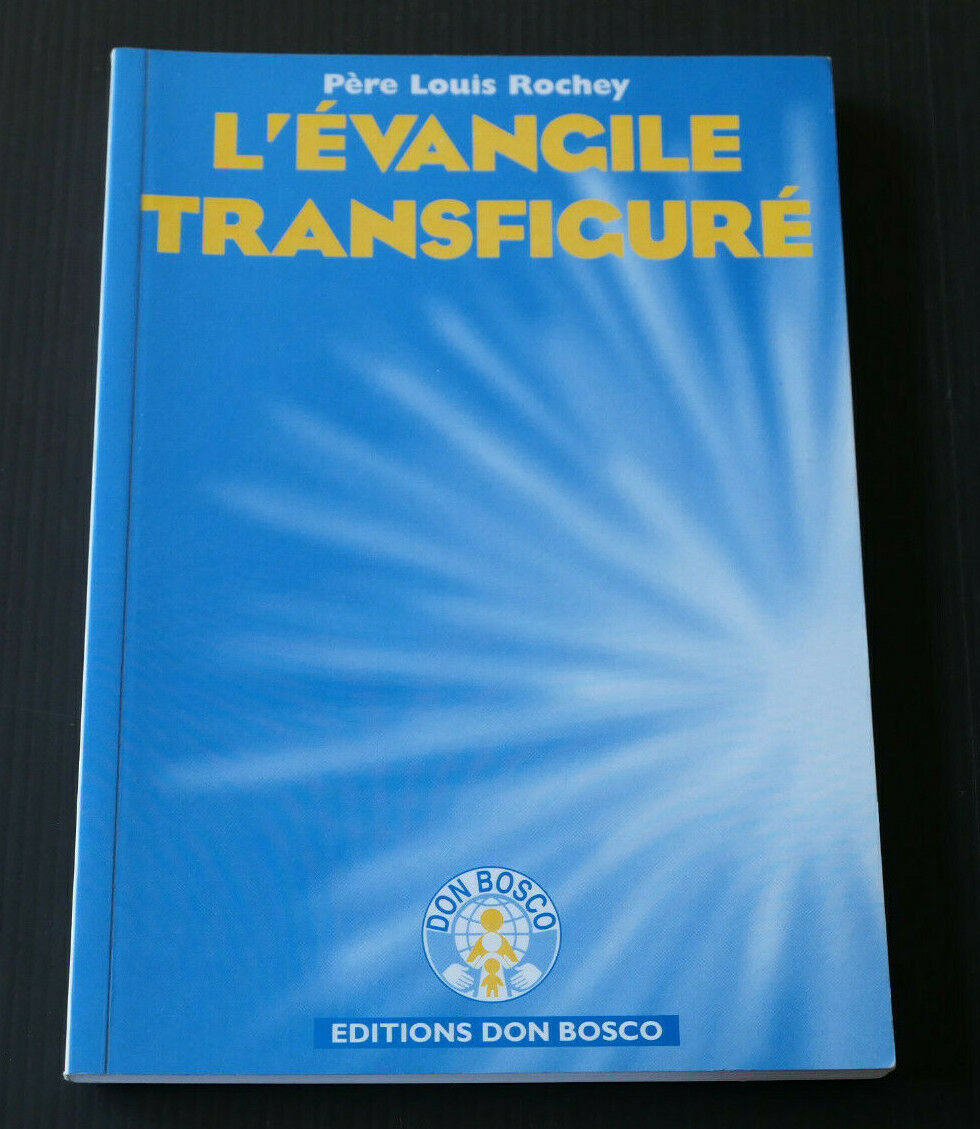 Père Louis Rochey
L'ÉVANGILE
TRANSFIGURÉ
DON BOSCO
EDITIONS DON BOSCO